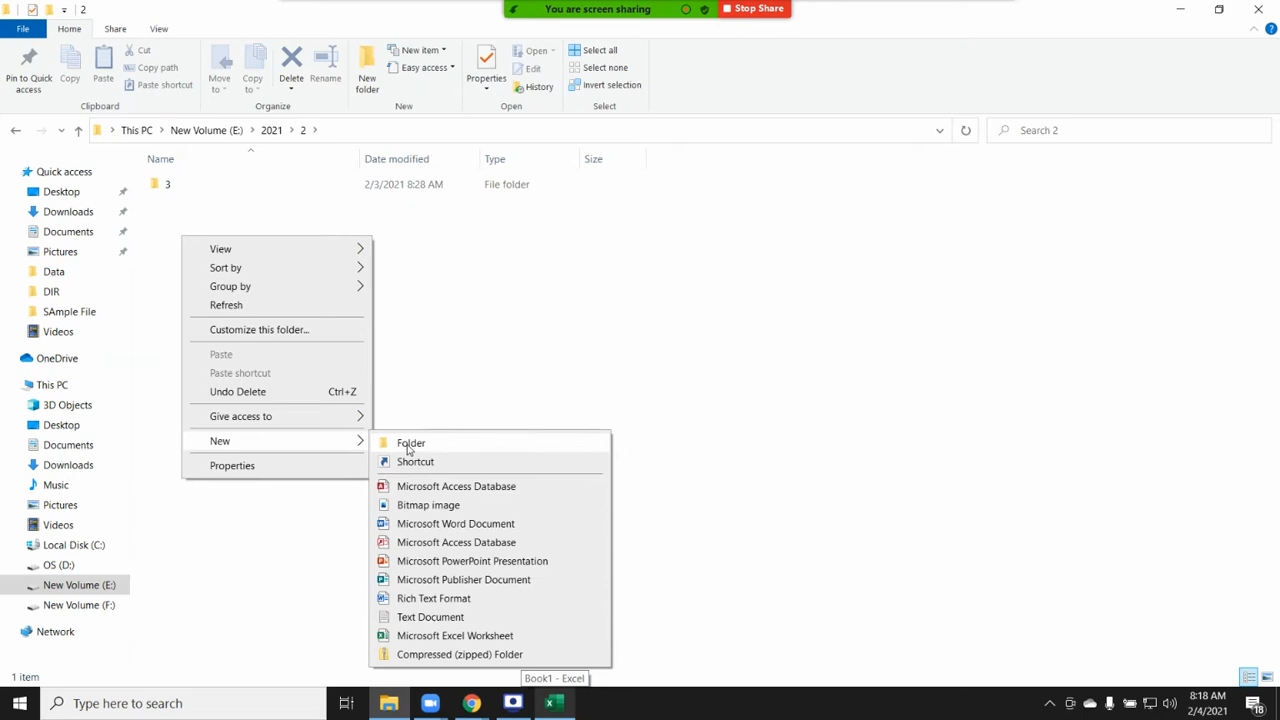 2
You are screen sharing
Stop Share
File Home Share View
Pin to Quick access
Copy
Paste
Cut
Copy path
Paste shortcut
Clipboard
Move to
Copy to
Delete
Rename
Organize
New folder
New item
Easy access
New
Properties
Open
Edit
History
Open
Select all
Select none
Invert selection
Select
This PC New Volume (E:) 2021 2
Search 2
Name Date modified Type Size
3 2/3/2021 8:28 AM File folder
Quick access
Desktop
Downloads
Documents
Pictures
Data
DIR
SAmple File
Videos
OneDrive
This PC
3D Objects
Desktop
Documents
Downloads
Music
Pictures
Videos
Local Disk (C:)
OS (D:)
New Volume (E:)
New Volume (F:)
Network
View
Sort by
Group by
Refresh
Customize this folder...
Paste
Paste shortcut
Undo Delete Ctrl+Z
Give access to
New
Properties
Folder
Shortcut
Microsoft Access Database
Bitmap image
Microsoft Word Document
Microsoft Access Database
Microsoft PowerPoint Presentation
Microsoft Publisher Document
Rich Text Format
Text Document
Microsoft Excel Worksheet
Compressed (zipped) Folder
1 item
Book1 - Excel
Type here to search
8:18 AM
2/4/2021
18